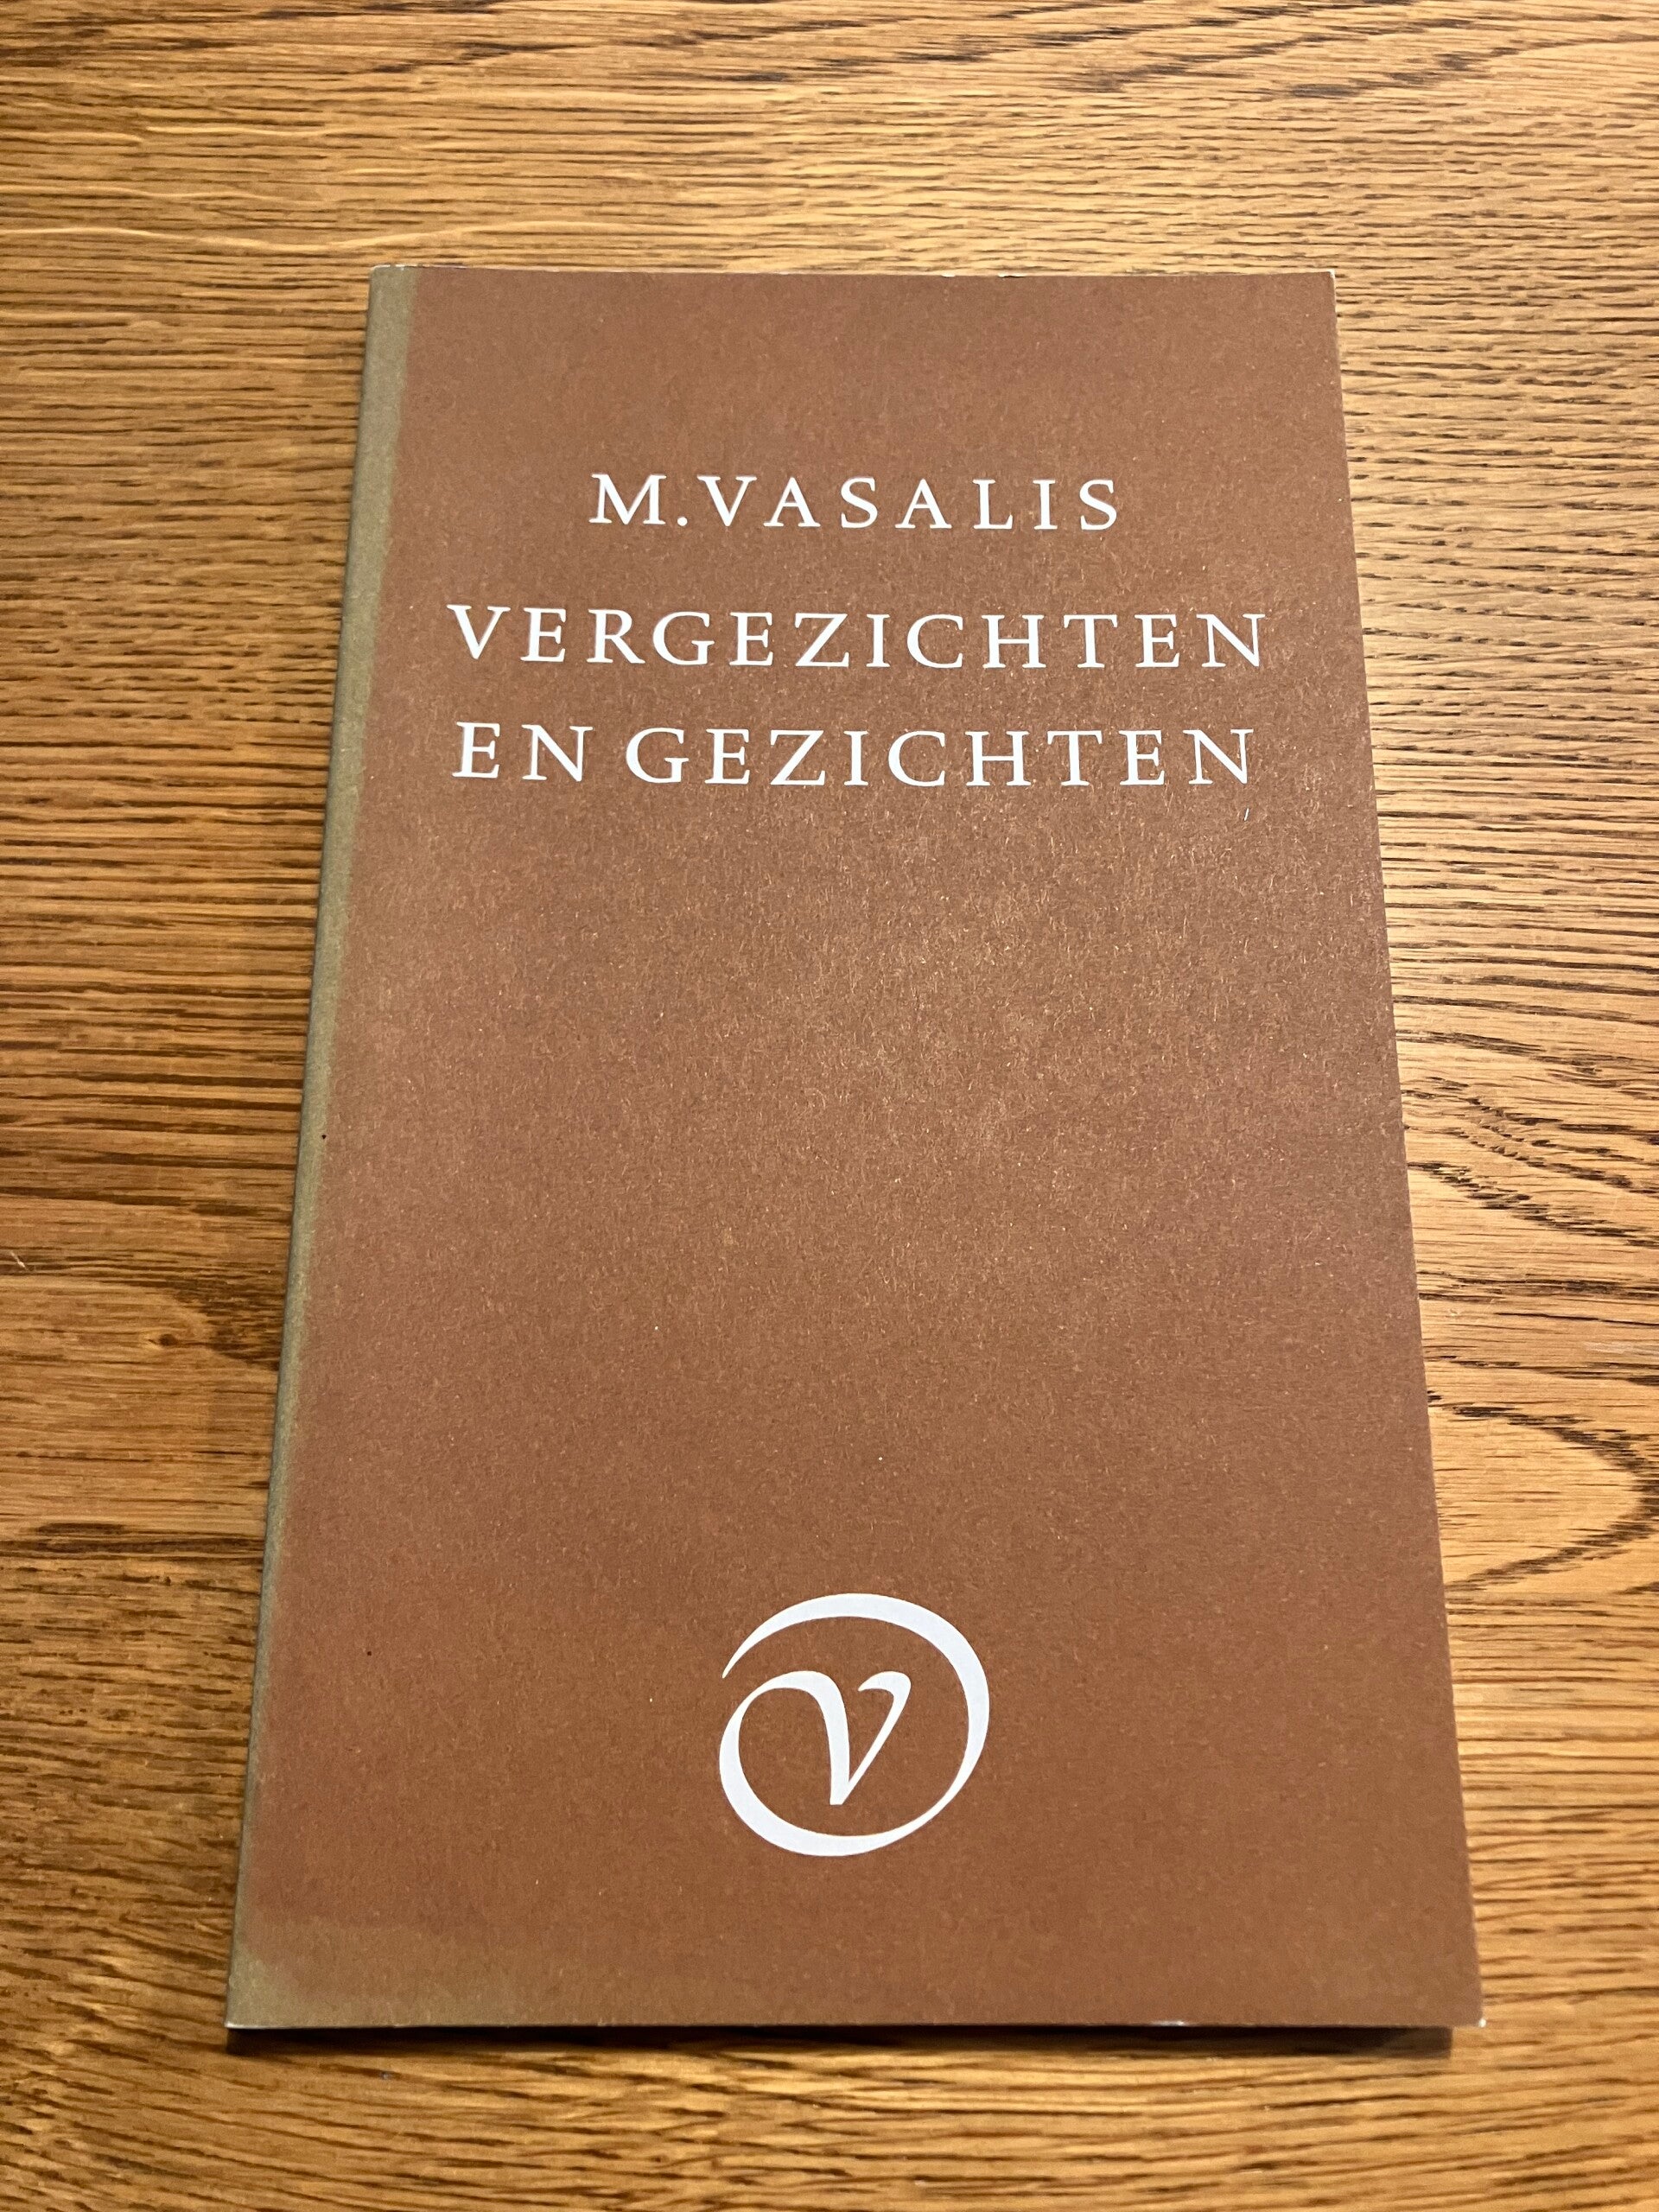 M. VASALIS
VERGEZICHTEN
EN GEZICHTEN
V